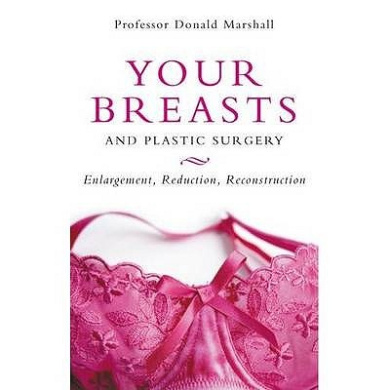 Professor Donald Marshall
YOUR
BREASTS
AND PLASTIC SURGERY
Enlargement, Reduction, Reconstruction